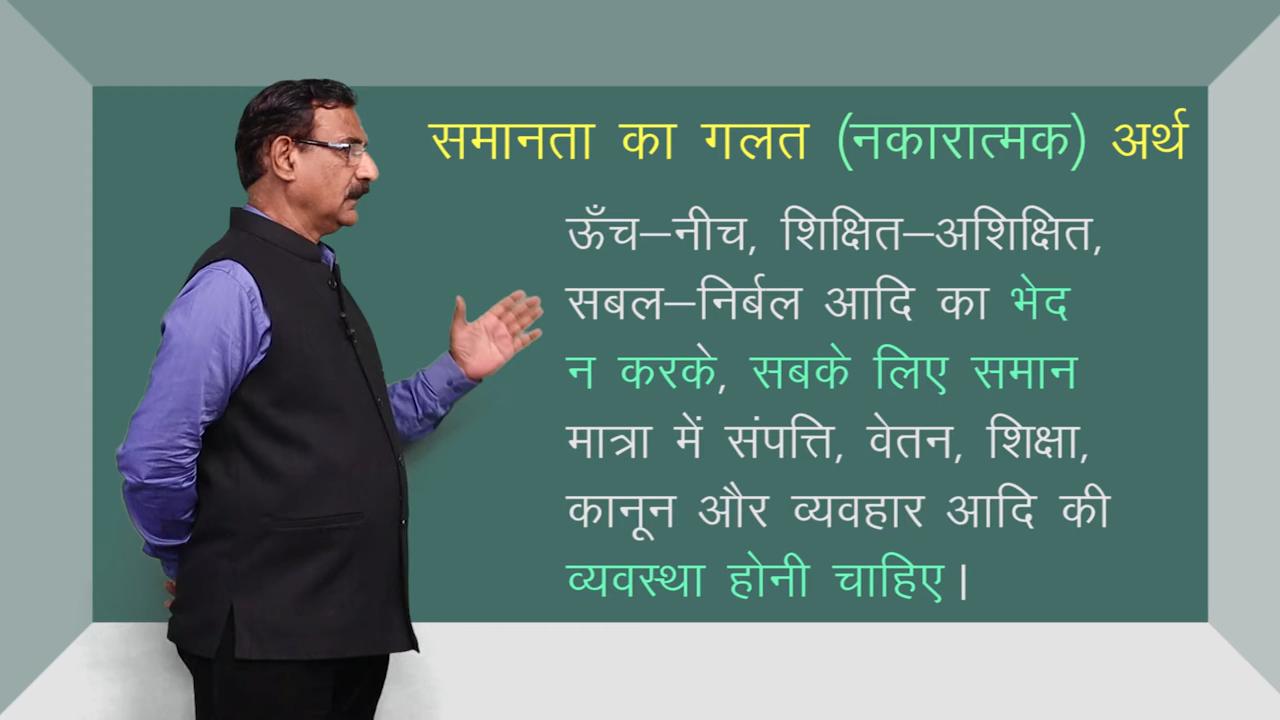 समानता का गलत (नकारात्मक) अर्थ
ऊँच–नीच, शिक्षित–अशिक्षित,
सबल–निर्बल आदि का भेद
न करके, सबके लिए समान
मात्रा में संपत्ति, वेतन, शिक्षा,
कानून और व्यवहार आदि की
व्यवस्था होनी चाहिए।